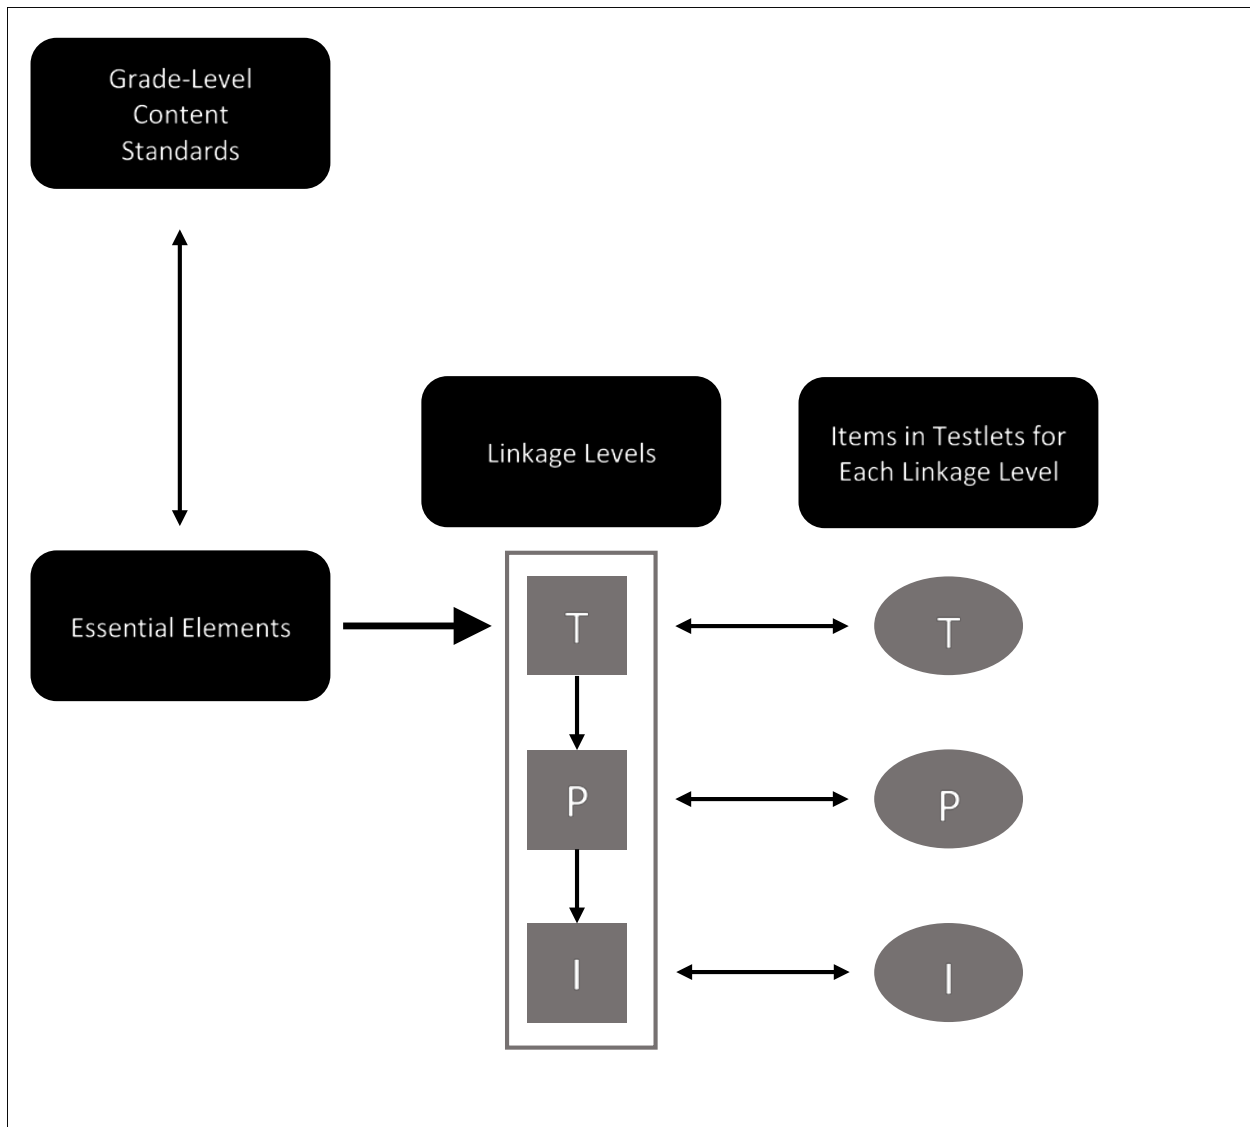 Grade-Level
Content
Standards
Linkage Levels
Items in Testlets for
Each Linkage Level
Essential Elements
T
T
P
P
I
I